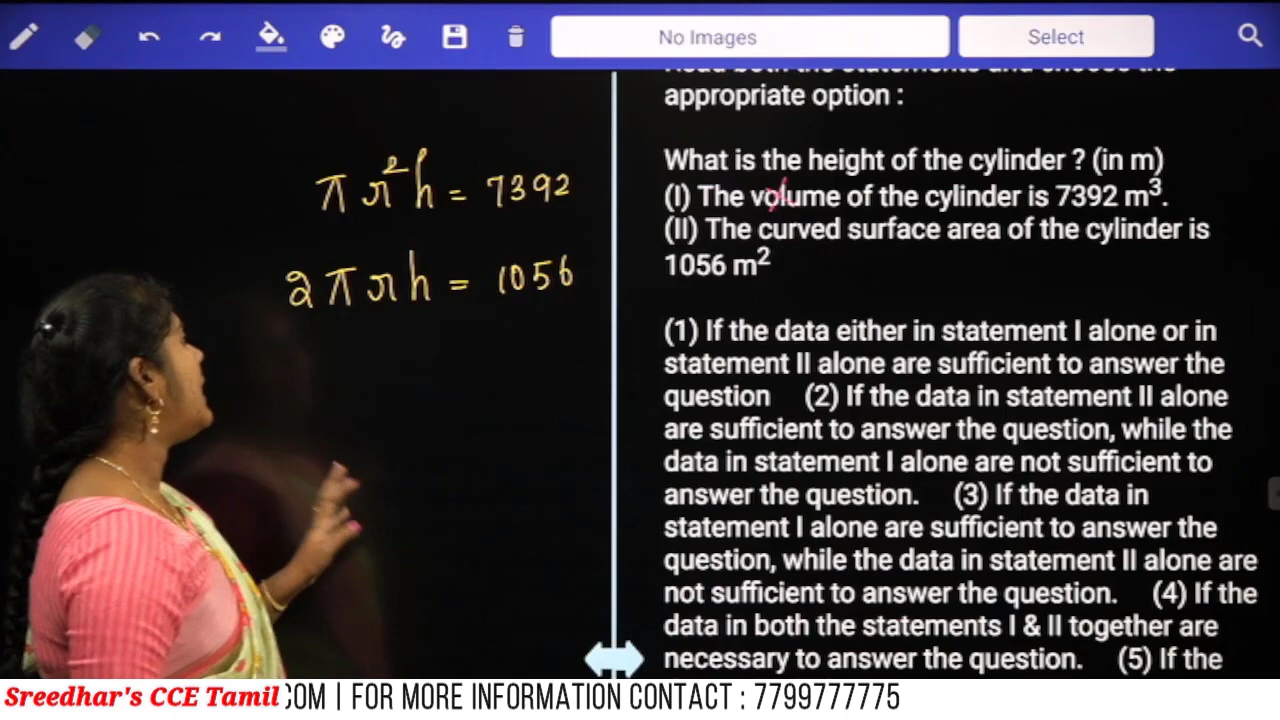 No Images
Select
Read both the statements and choose the
appropriate option :
πr²h = 7392
2πrh = 1056
What is the height of the cylinder ? (in m)
(I) The volume of the cylinder is 7392 m³.
(II) The curved surface area of the cylinder is
1056 m²
(1) If the data either in statement I alone or in
statement II alone are sufficient to answer the
question (2) If the data in statement II alone
are sufficient to answer the question, while the
data in statement I alone are not sufficient to
answer the question. (3) If the data in
statement I alone are sufficient to answer the
question, while the data in statement II alone are
not sufficient to answer the question. (4) If the
data in both the statements I & II together are
necessary to answer the question. (5) If the
Sreedhar's CCE Tamil
COM | FOR MORE INFORMATION CONTACT : 7799777775